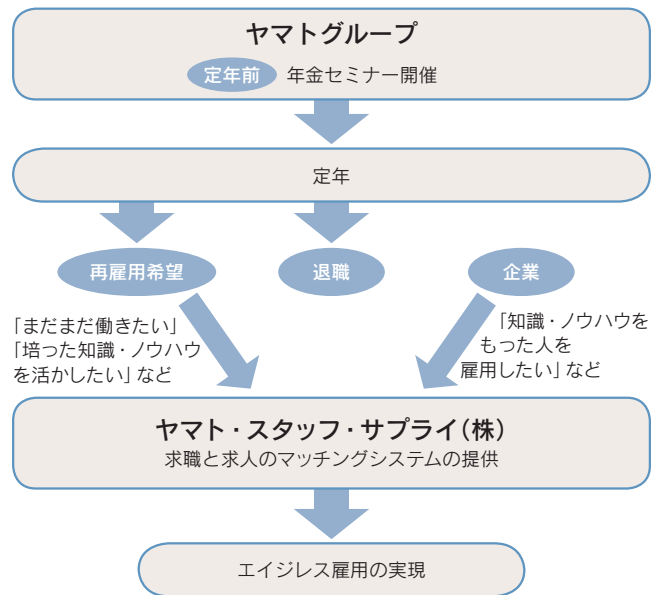 ヤマトグループ
定年前 年金セミナー開催
定年
再雇用希望
退職
企業
「まだまだ働きたい」
「培った知識・ノウハウ
を活かしたい」など
「知識・ノウハウを
もった人を
雇用したい」など
ヤマト・スタッフ・サプライ(株)
求職と求人のマッチングシステムの提供
エイジレス雇用の実現